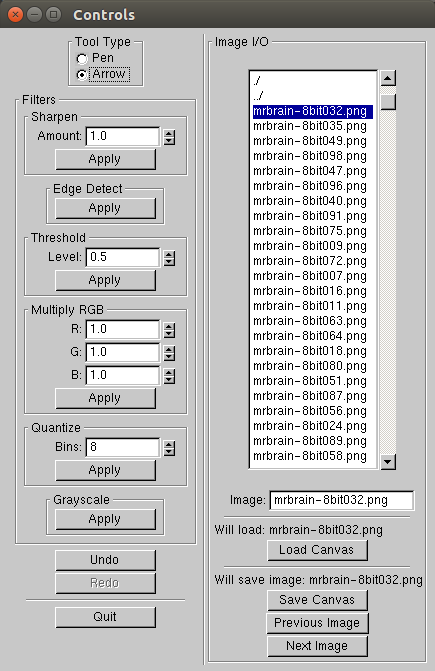 Controls
Tool Type
Pen
Arrow
Filters
Sharpen
Amount: 1.0
Apply
Edge Detect
Apply
Threshold
Level: 0.5
Apply
Multiply RGB
R: 1.0
G: 1.0
B: 1.0
Apply
Quantize
Bins: 8
Apply
Grayscale
Apply
Undo
Redo
Quit
Image I/O
./
../
mrbrain-8bit032.png
mrbrain-8bit035.png
mrbrain-8bit049.png
mrbrain-8bit098.png
mrbrain-8bit047.png
mrbrain-8bit096.png
mrbrain-8bit040.png
mrbrain-8bit091.png
mrbrain-8bit075.png
mrbrain-8bit009.png
mrbrain-8bit072.png
mrbrain-8bit007.png
mrbrain-8bit016.png
mrbrain-8bit011.png
mrbrain-8bit063.png
mrbrain-8bit064.png
mrbrain-8bit018.png
mrbrain-8bit080.png
mrbrain-8bit051.png
mrbrain-8bit087.png
mrbrain-8bit056.png
mrbrain-8bit024.png
mrbrain-8bit089.png
mrbrain-8bit058.png
Image: mrbrain-8bit032.png
Will load: mrbrain-8bit032.png
Load Canvas
Will save image: mrbrain-8bit032.png
Save Canvas
Previous Image
Next Image